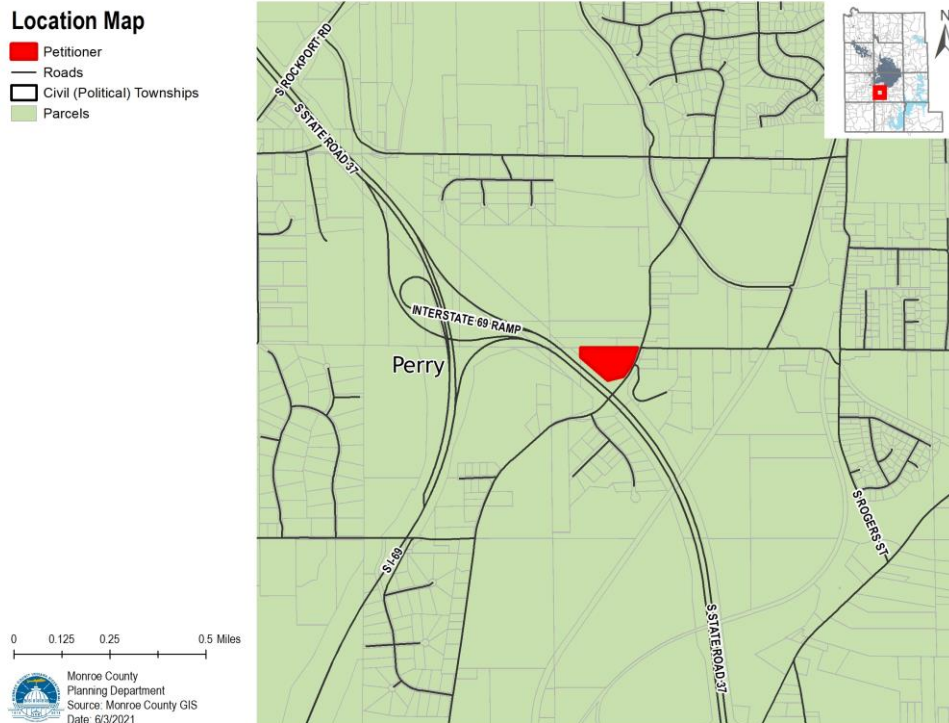 Location Map
Petitioner
Roads
Civil (Political) Townships
Parcels
0 0.125 0.25 0.5 Miles
Monroe County
Planning Department
Source: Monroe County GIS
Date: 6/3/2021
N
S ROCKPORT RD
S STATE ROAD 37
INTERSTATE 69 RAMP
Perry
S I-69
S ROGERS ST
S STATE ROAD 37